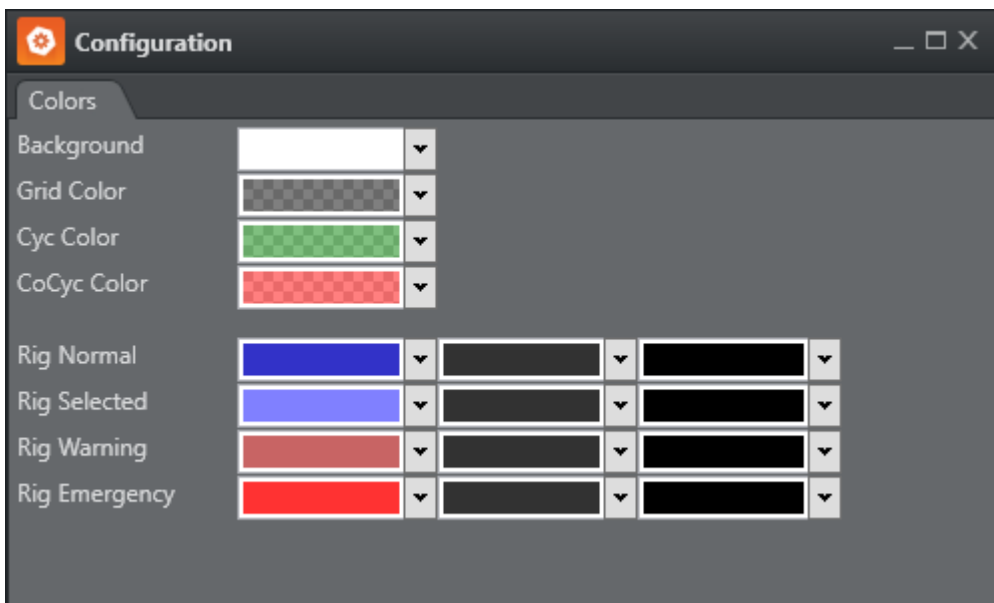 Configuration
Colors
Background
Grid Color
Cyc Color
CoCyc Color
Rig Normal
Rig Selected
Rig Warning
Rig Emergency